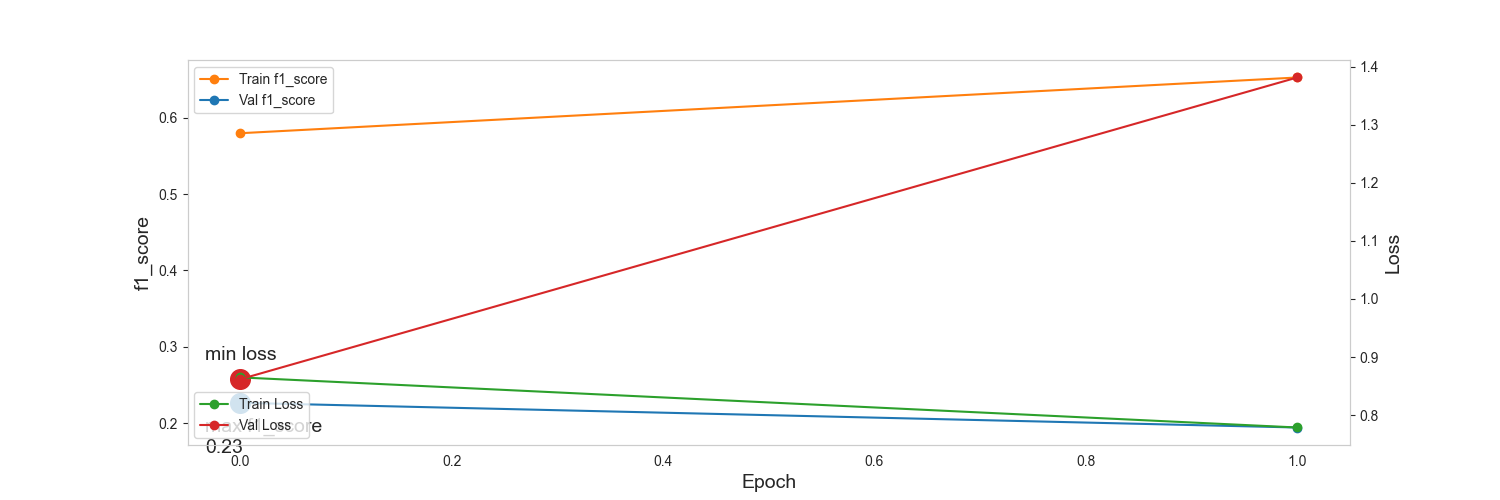 Train f1_score
Val f1_score
0.6
0.5
0.4
0.3
0.2
f1_score
1.4
1.3
1.2
1.1
1.0
0.9
0.8
Loss
min loss
Train Loss
Val Loss
max f1_score
0.23
0.0
0.2
0.4
0.6
0.8
1.0
Epoch